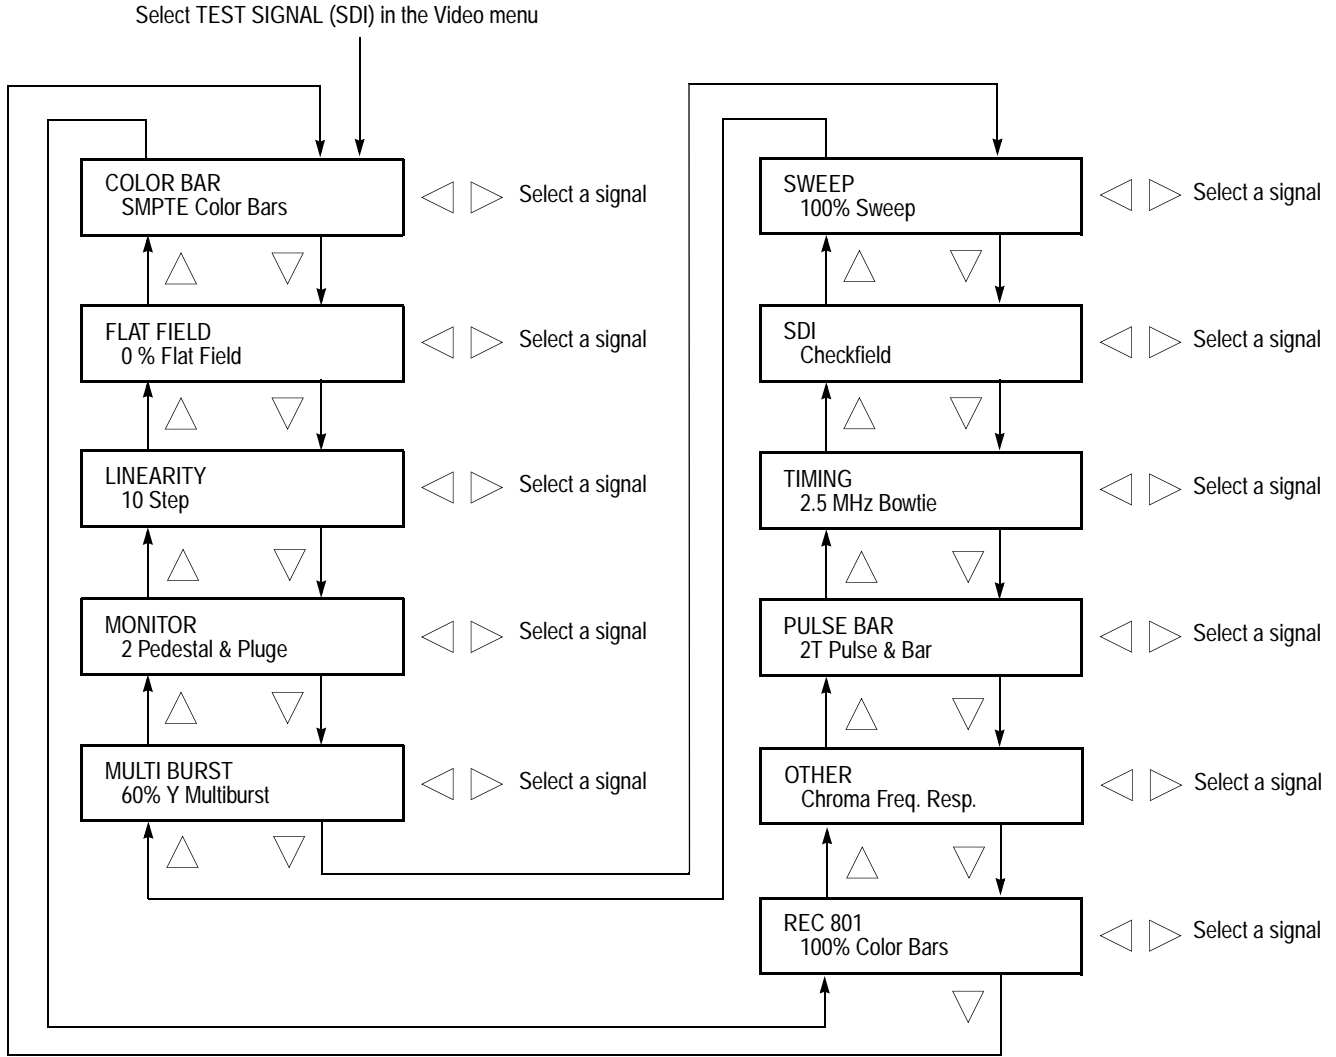 Select TEST SIGNAL (SDI) in the Video menu
COLOR BAR
SMPTE Color Bars
Select a signal
FLAT FIELD
0 % Flat Field
Select a signal
LINEARITY
10 Step
Select a signal
MONITOR
2 Pedestal & Pluge
Select a signal
MULTI BURST
60% Y Multiburst
Select a signal
SWEEP
100% Sweep
Select a signal
SDI
Checkfield
Select a signal
TIMING
2.5 MHz Bowtie
Select a signal
PULSE BAR
2T Pulse & Bar
Select a signal
OTHER
Chroma Freq. Resp.
Select a signal
REC 801
100% Color Bars
Select a signal